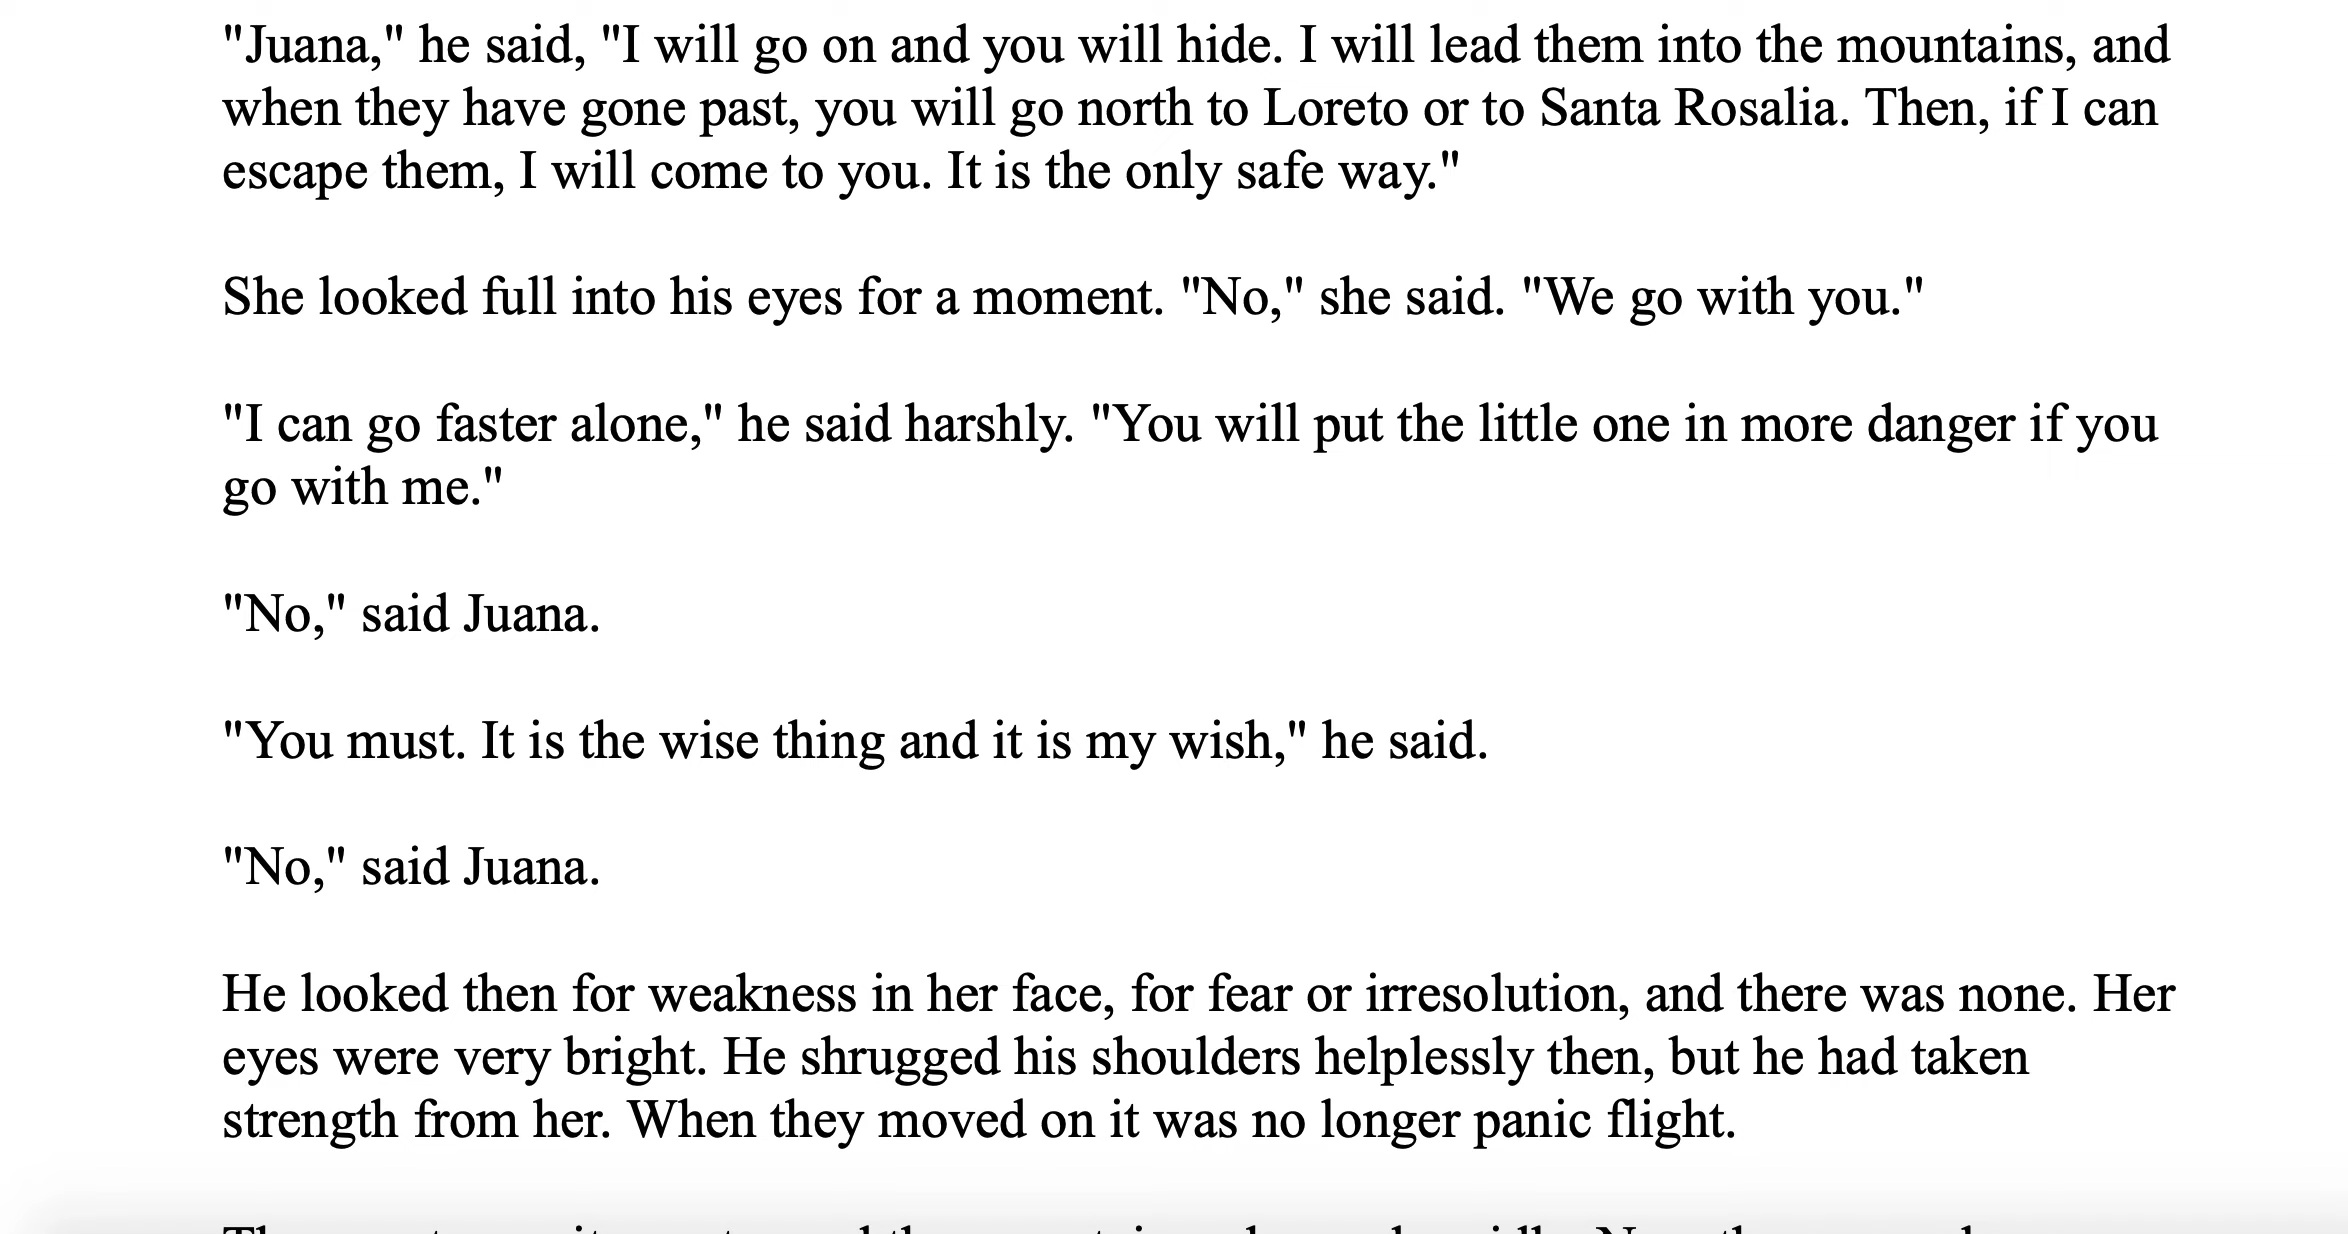 "Juana," he said, "I will go on and you will hide. I will lead them into the mountains, and
when they have gone past, you will go north to Loreto or to Santa Rosalia. Then, if I can
escape them, I will come to you. It is the only safe way."
She looked full into his eyes for a moment. "No," she said. "We go with you."
"I can go faster alone," he said harshly. "You will put the little one in more danger if you
go with me."
"No," said Juana.
"You must. It is the wise thing and it is my wish," he said.
"No," said Juana.
He looked then for weakness in her face, for fear or irresolution, and there was none. Her
eyes were very bright. He shrugged his shoulders helplessly then, but he had taken
strength from her. When they moved on it was no longer panic flight.